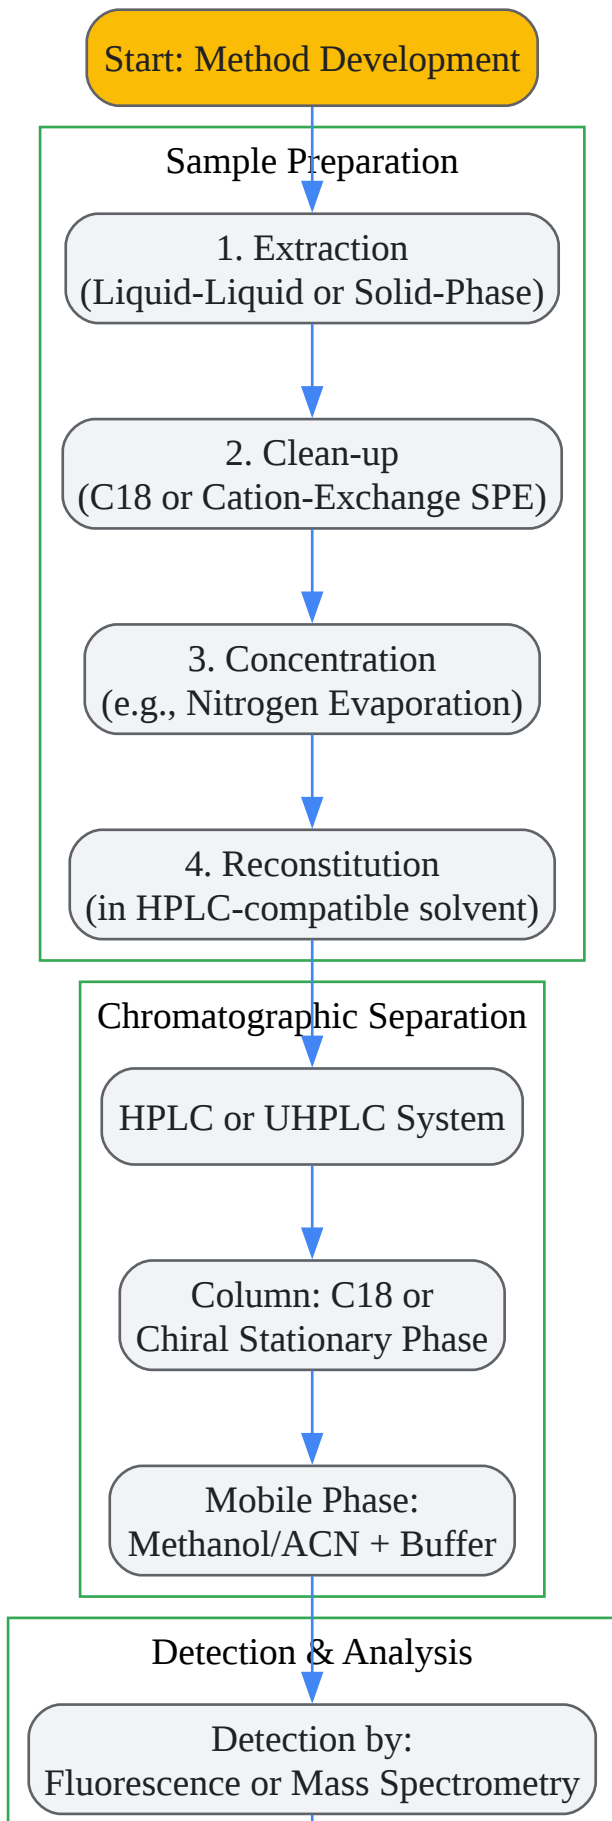 Start: Method Development
Sample Preparation
1. Extraction
(Liquid-Liquid or Solid-Phase)
2. Clean-up
(C18 or Cation-Exchange SPE)
3. Concentration
(e.g., Nitrogen Evaporation)
4. Reconstitution
(in HPLC-compatible solvent)
Chromatographic Separation
HPLC or UHPLC System
Column: C18 or
Chiral Stationary Phase
Mobile Phase:
Methanol/ACN + Buffer
Detection & Analysis
Detection by:
Fluorescence or Mass Spectrometry